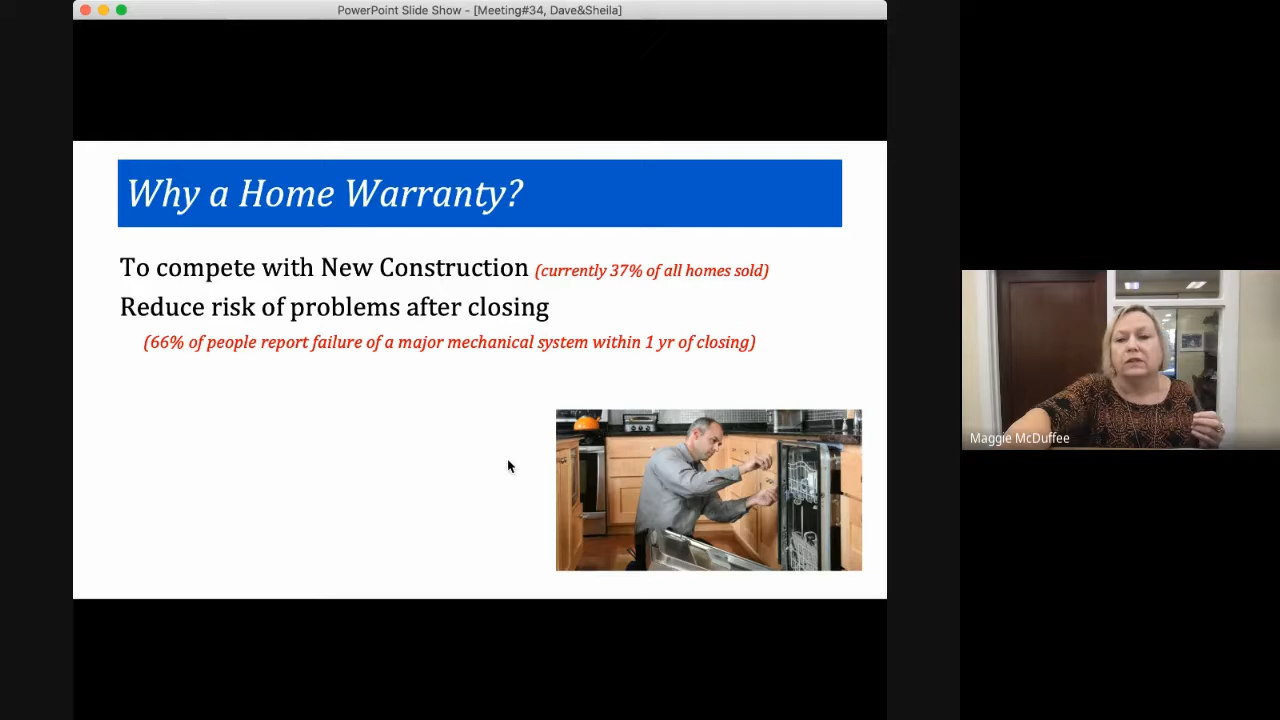 PowerPoint Slide Show - [Meeting#34, Dave&Sheila]
Why a Home Warranty?
To compete with New Construction (currently 37% of all homes sold)
Reduce risk of problems after closing
(66% of people report failure of a major mechanical system within 1 yr of closing)
Maggie McDuffee